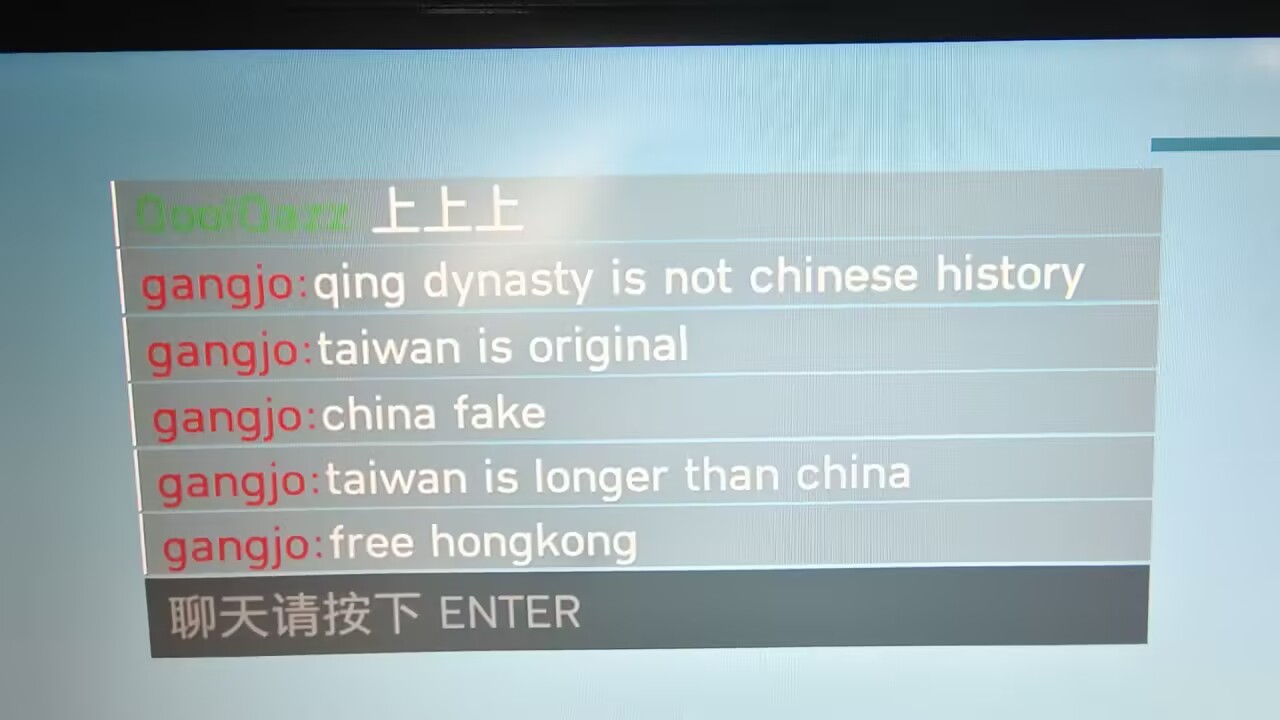 上上上
gangjo:qing dynasty is not chinese history
gangjo:taiwan is original
gangjo:china fake
gangjo:taiwan is longer than china
gangjo:free hongkong
聊天请按下 ENTER